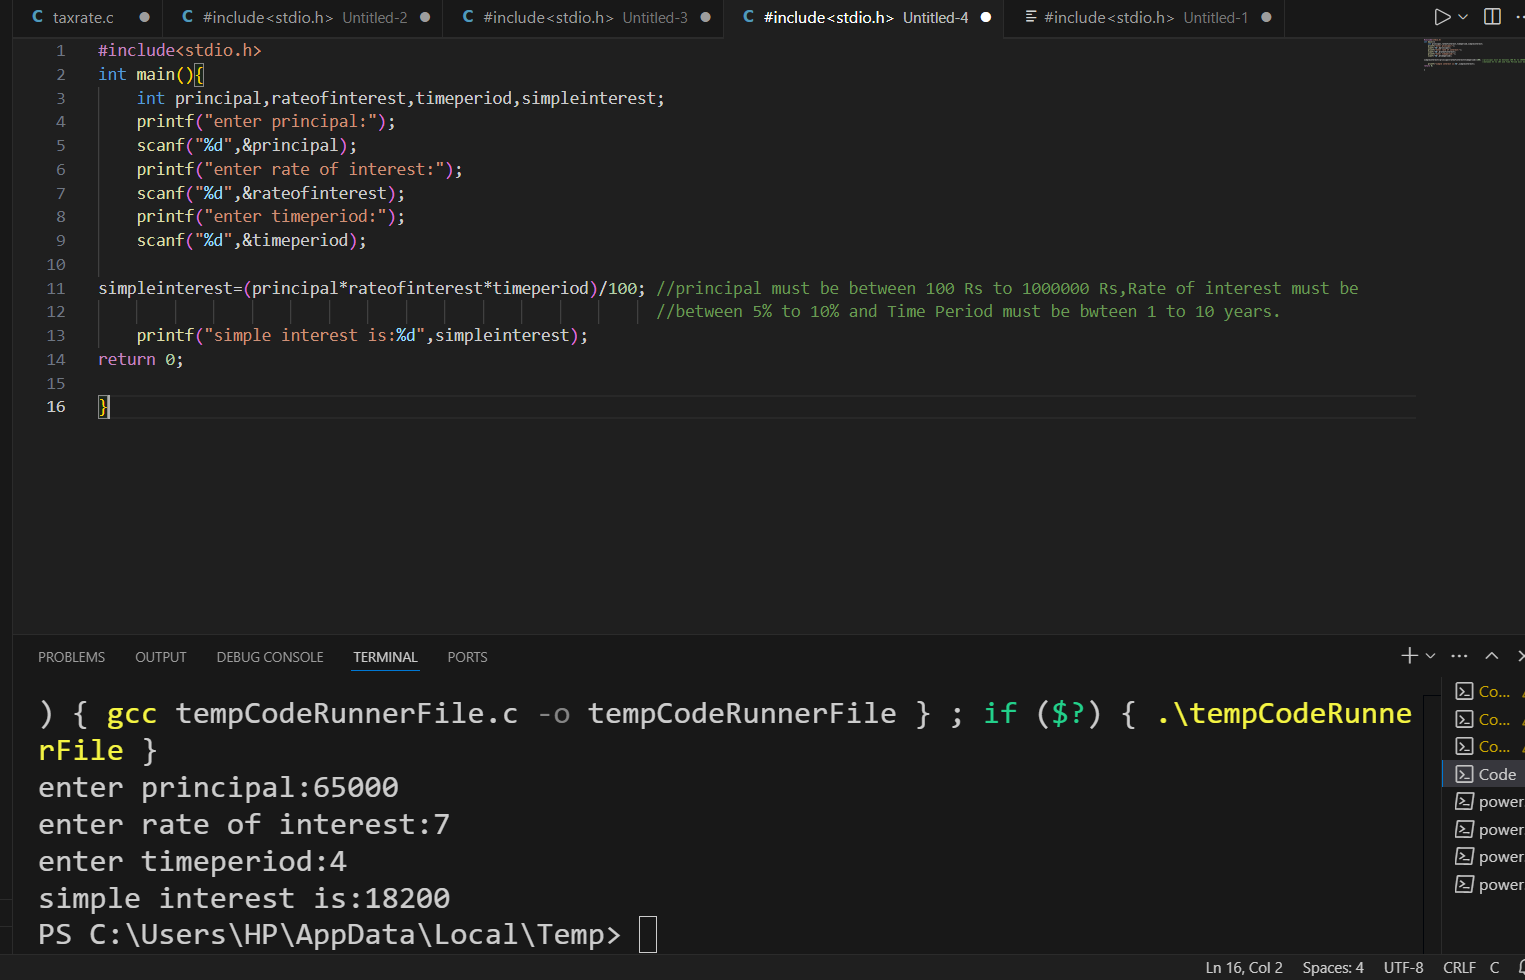 taxrate.c #include<stdio.h> Untitled-2 #include<stdio.h> Untitled-3 #include<stdio.h> Untitled-4 #include<stdio.h> Untitled-1
1 #include<stdio.h>
2 int main(){
3 int principal,rateofinterest,timeperiod,simpleinterest;
4 printf("enter principal:");
5 scanf("%d",&principal);
6 printf("enter rate of interest:");
7 scanf("%d",&rateofinterest);
8 printf("enter timeperiod:");
9 scanf("%d",&timeperiod);
10
11 simpleinterest=(principal*rateofinterest*timeperiod)/100; //principal must be between 100 Rs to 1000000 Rs,Rate of interest must be
12 //between 5% to 10% and Time Period must be bwteen 1 to 10 years.
13 printf("simple interest is:%d",simpleinterest);
14 return 0;
15
16 }
PROBLEMS OUTPUT DEBUG CONSOLE TERMINAL PORTS
) { gcc tempCodeRunnerFile.c -o tempCodeRunnerFile } ; if ($?) { .\tempCodeRunne
rFile }
enter principal:65000
enter rate of interest:7
enter timeperiod:4
simple interest is:18200
PS C:\Users\HP\AppData\Local\Temp>
Co...
Co...
Co...
Code
power
power
power
power
Ln 16, Col 2 Spaces: 4 UTF-8 CRLF C